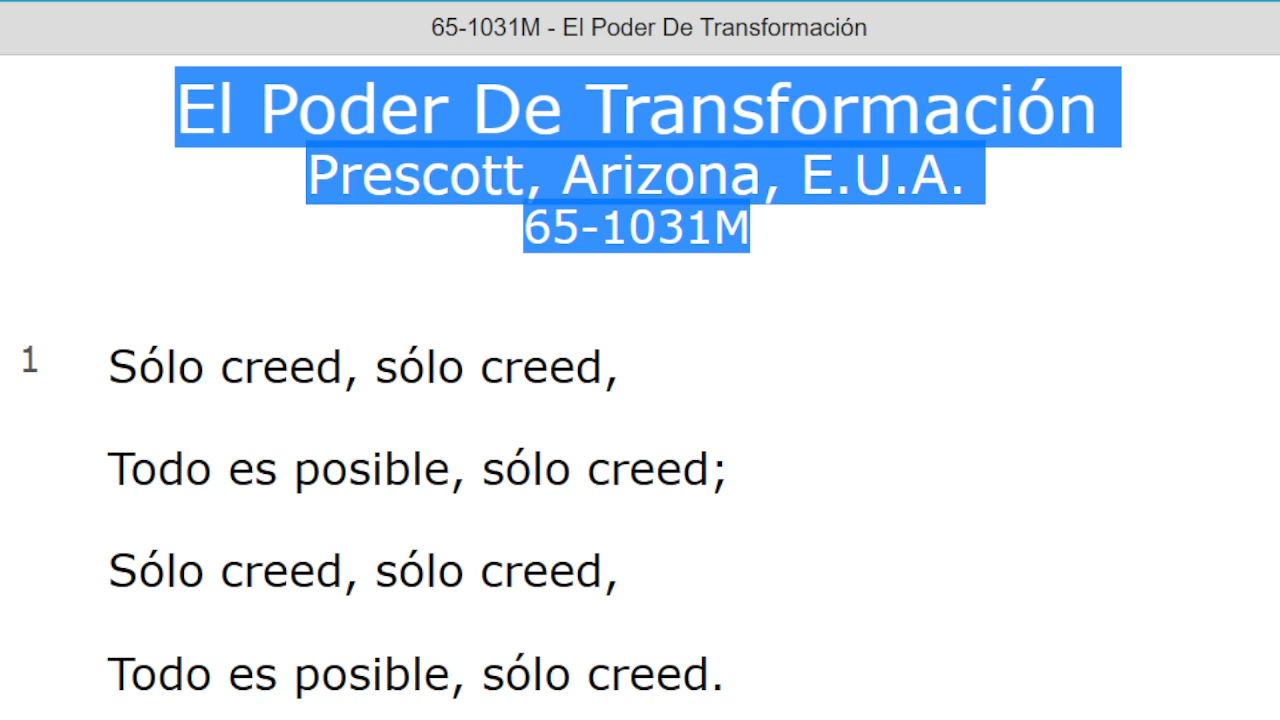 65-1031M - El Poder De Transformación
El Poder De Transformación
Prescott, Arizona, E.U.A.
65-1031M
1 Sólo creed, sólo creed,
Todo es posible, sólo creed;
Sólo creed, sólo creed,
Todo es posible, sólo creed.